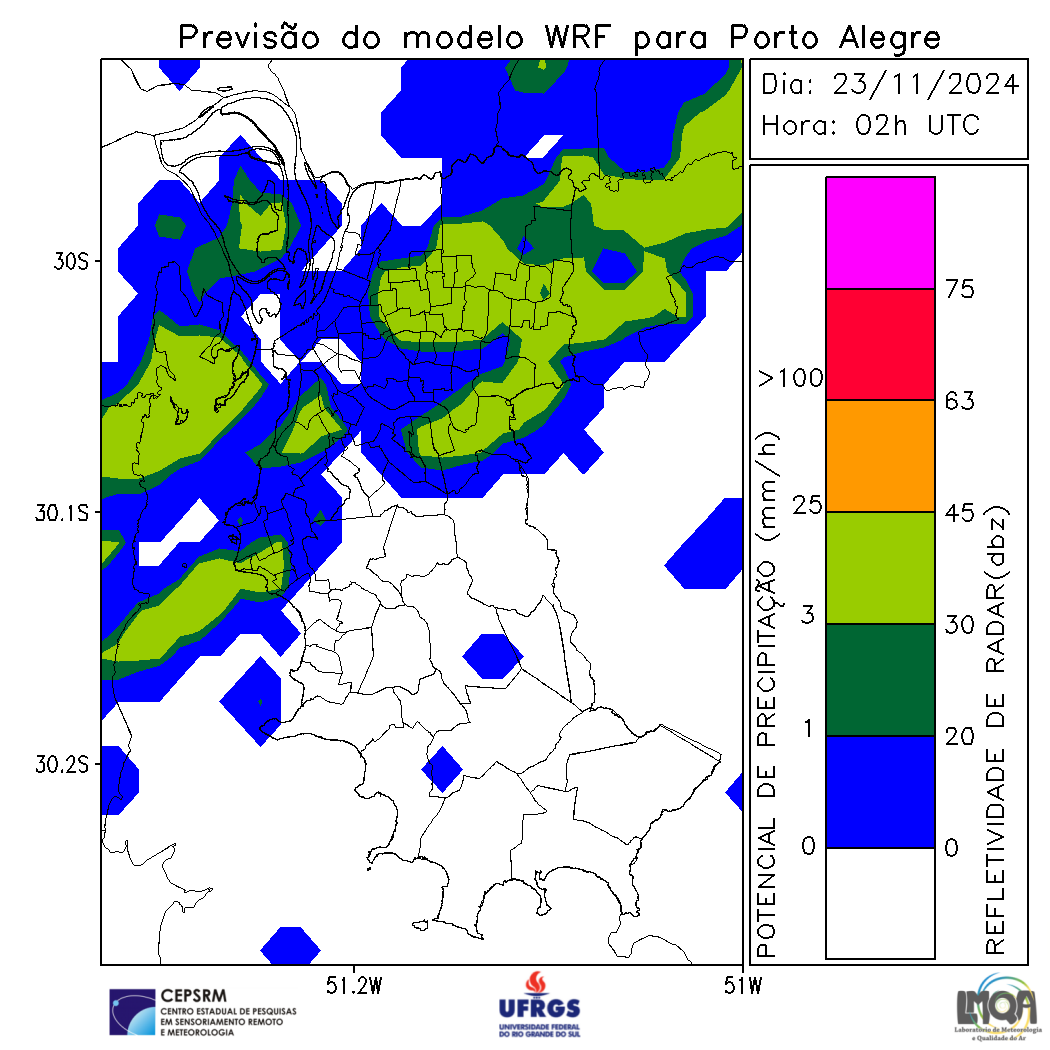 Previsão do modelo WRF para Porto Alegre
Dia: 23/11/2024
Hora: 02h UTC
30S
30.1S
30.2S
51.2W
51W
POTENCIAL DE PRECIPITAÇÃO (mm/h)
>100
25
3
1
0
75
63
45
30
20
0
REFLETIVIDADE DE RADAR(dbz)
CEPSRM
CENTRO ESTADUAL DE PESQUISAS
EM SENSORIAMENTO REMOTO
E METEOROLOGIA
UFRGS
UNIVERSIDADE FEDERAL
DO RIO GRANDE DO SUL
LMQA
Laboratório de Meteorologia
e Qualidade do Ar